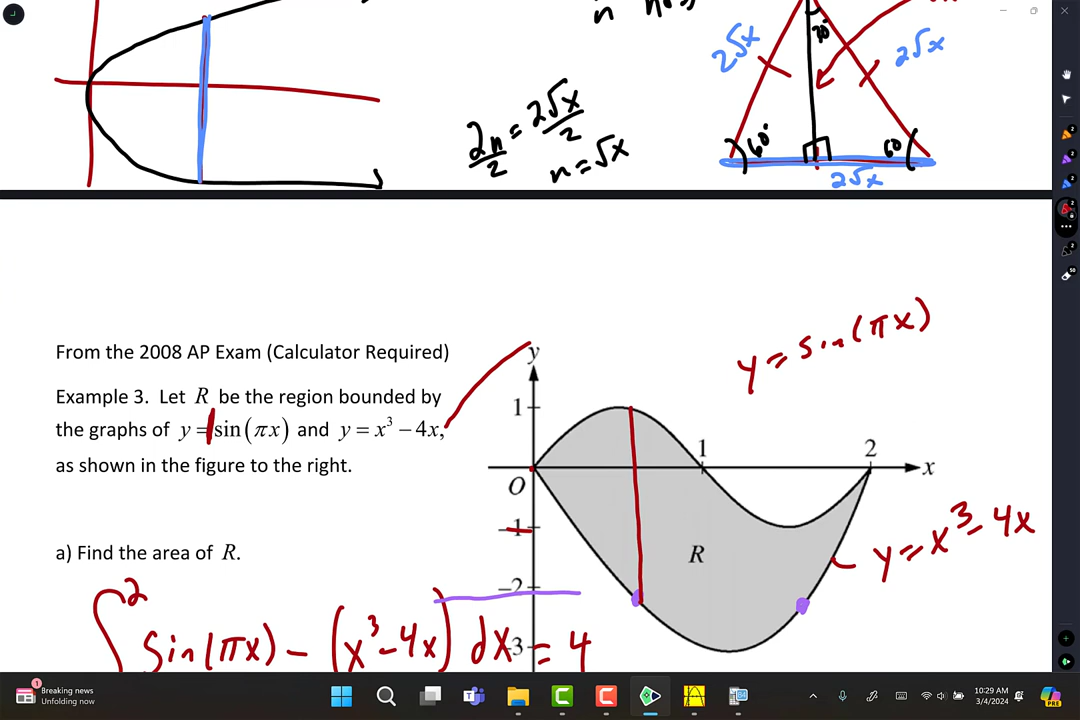 2√x
30°
2√x
2n/2 = 2√x/2
n = √x
60°
60
2√x
From the 2008 AP Exam (Calculator Required)
Example 3. Let R be the region bounded by
the graphs of y = sin(πx) and y = x³ – 4x,
as shown in the figure to the right.
a) Find the area of R.
∫² sin(πx) – (x³-4x) dx = 4
y = sin(πx)
y
1
1
2
x
O
-1
R
y = x³-4x
-2
-3
1
Breaking news
Unfolding now
10:29 AM
3/4/2024
PRE